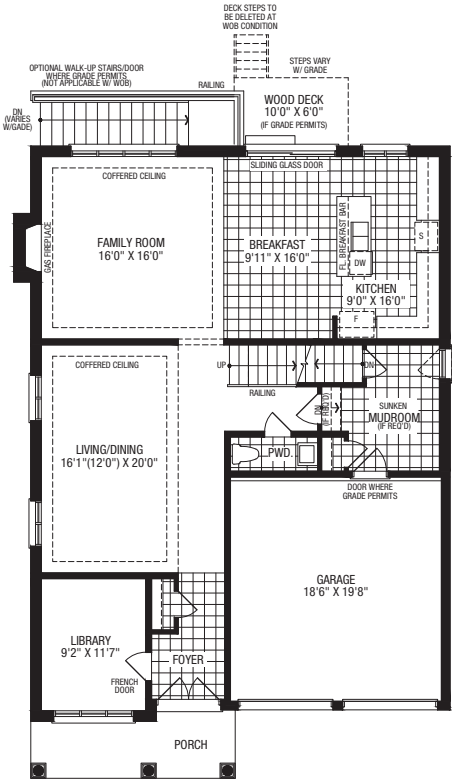 DECK STEPS TO
BE DELETED AT
WOB CONDITION
STEPS VARY
W/ GRADE
OPTIONAL WALK-UP STAIRS/DOOR
WHERE GRADE PERMITS
(NOT APPLICABLE W/ WOB)
RAILING
DN
(VARIES
W/GADE)
WOOD DECK
10'0" X 6'0"
(IF GRADE PERMITS)
COFFERED CEILING
SLIDING GLASS DOOR
GAS FIREPLACE
FAMILY ROOM
16'0" X 16'0"
BREAKFAST
9'11" X 16'0"
FL. BREAKFAST BAR
DW
S
KITCHEN
9'0" X 16'0"
F
COFFERED CEILING
UP
DN
RAILING
DN
(IF REQ'D)
SUNKEN
MUDROOM
(IF REQ'D)
LIVING/DINING
16'1"(12'0") X 20'0"
PWD.
DOOR WHERE
GRADE PERMITS
GARAGE
18'6" X 19'8"
LIBRARY
9'2" X 11'7"
FOYER
FRENCH
DOOR
PORCH